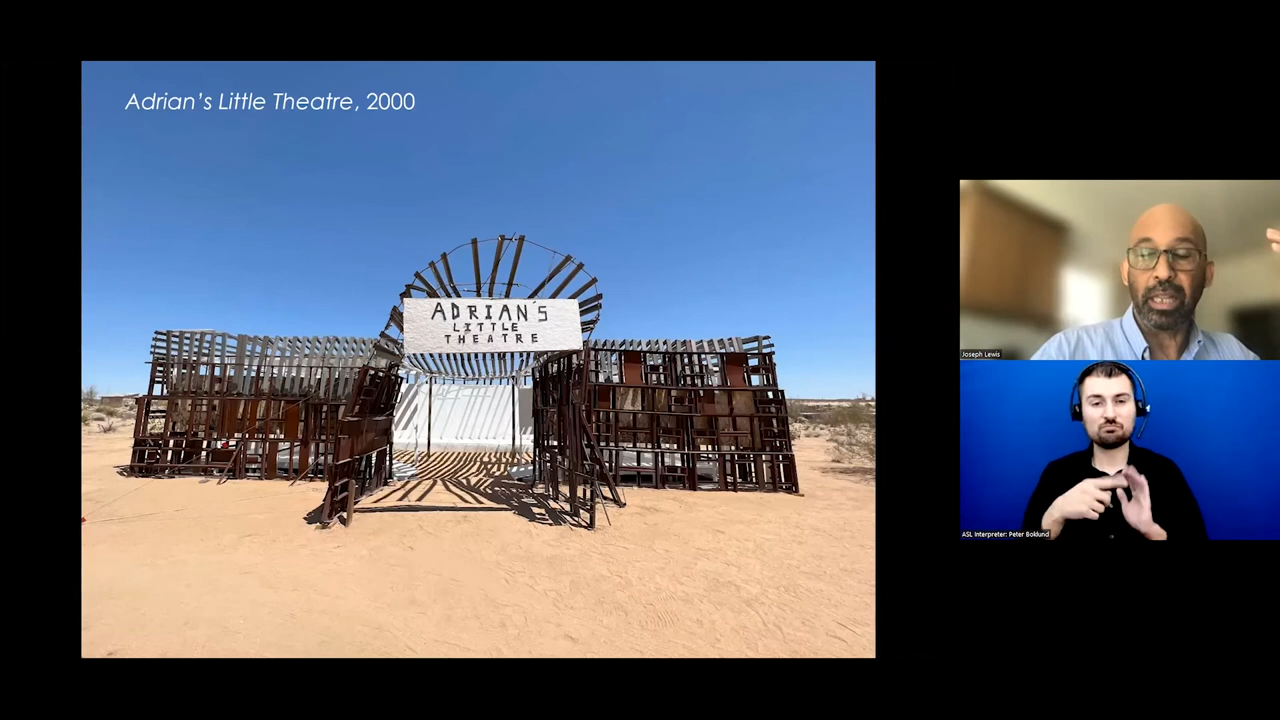 Adrian's Little Theatre, 2000
ADRIAN'S
LITTLE
THEATRE
Joseph Lewis
ASL Interpreter: Peter Boklund